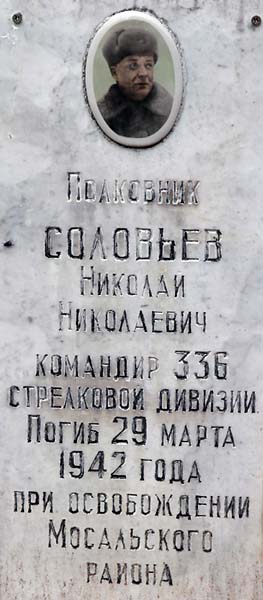 Полковник
СОЛОВЬЕВ
Николай
Николаевич
командир 336
стрелковой дивизии
Погиб 29 марта
1942 года
при освобождении
Мосальского
района